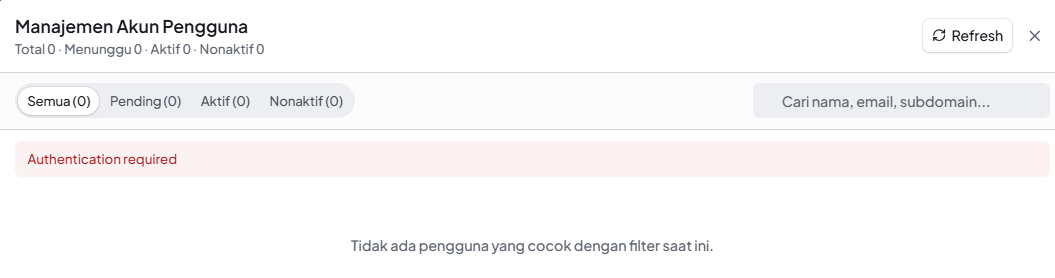 Manajemen Akun Pengguna
Total 0 · Menunggu 0 · Aktif 0 · Nonaktif 0
Refresh
Semua (0) Pending (0) Aktif (0) Nonaktif (0)
Cari nama, email, subdomain...
Authentication required
Tidak ada pengguna yang cocok dengan filter saat ini.